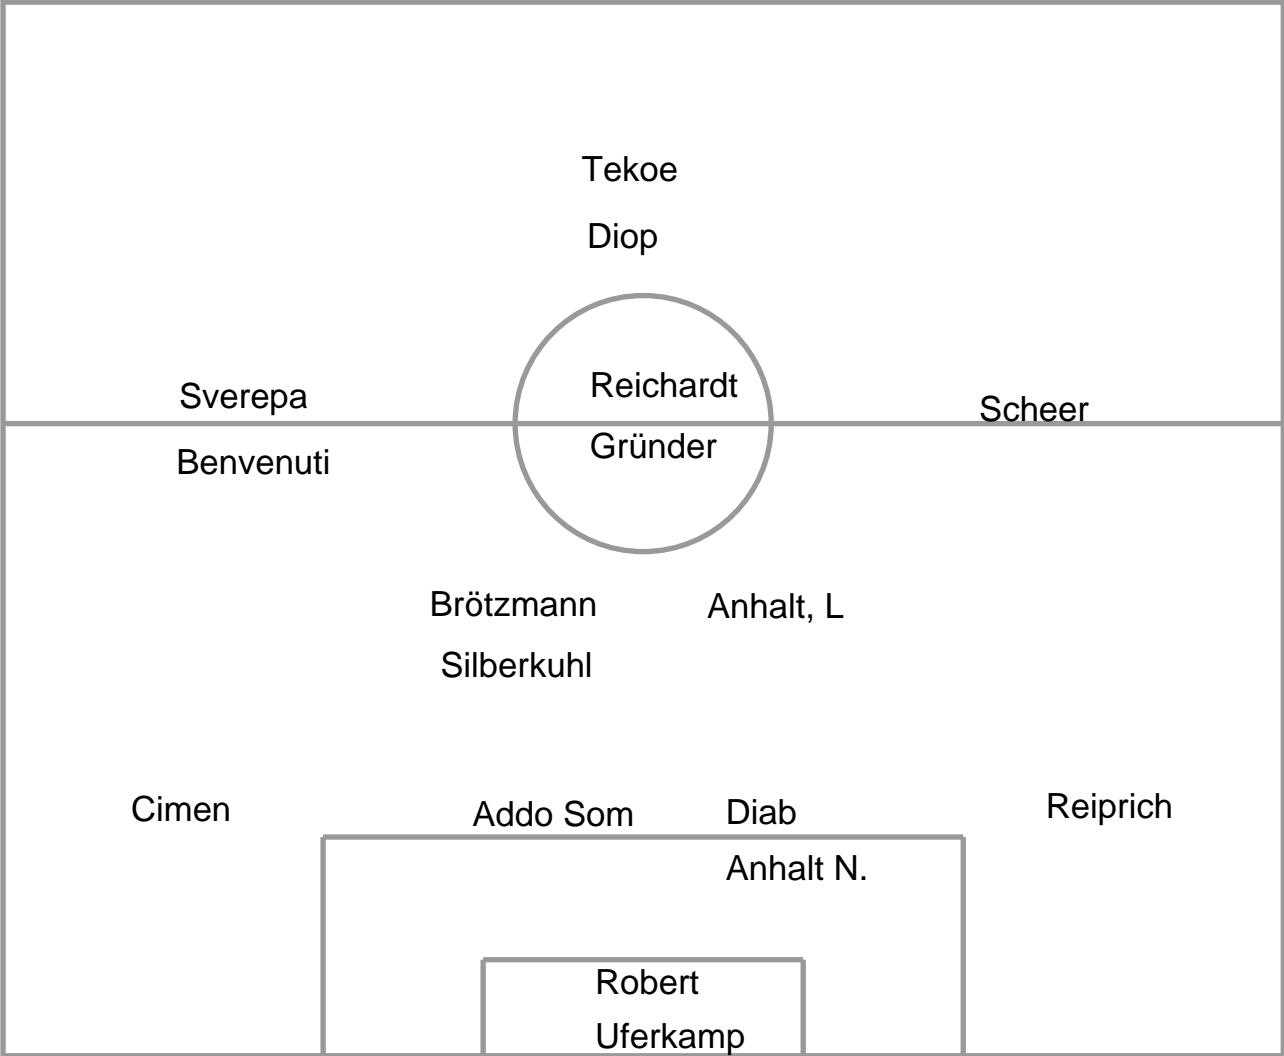 Tekoe
Diop
Sverepa
Reichardt
Scheer
Benvenuti
Gründer
Brötzmann
Anhalt, L
Silberkuhl
Cimen
Addo Som
Diab
Reiprich
Anhalt N.
Robert
Uferkamp